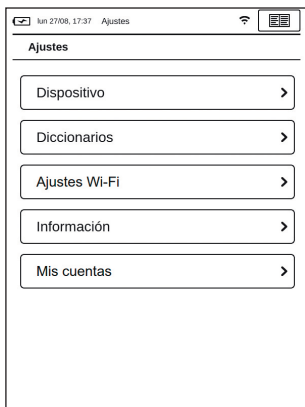 lun 27/08, 17:37 Ajustes
Ajustes
Dispositivo
Diccionarios
Ajustes Wi-Fi
Información
Mis cuentas